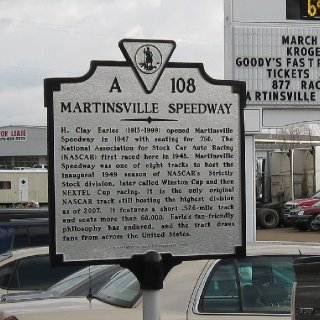 A 108
MARTINSVILLE SPEEDWAY
H. Clay Earles (1913-1999) opened Martinsville
Speedway in 1947 with seating for 750. The
National Association for Stock Car Auto Racing
(NASCAR) first raced here in 1948. Martinsville
Speedway was one of eight tracks to host the
inaugural 1949 season of NASCAR's Strictly
Stock division, later called Winston Cup and then
NEXTEL Cup racing. It is the only original
NASCAR track still hosting the highest division
as of 2007. It features a short .526-mile track
and seats more than 66,000. Earles fan-friendly
philosophy has endured, and the track draws
fans from across the United States.
MARCH
KROGE
GOODY'S FAST
TICKETS
877 RAC
ARTINSVILLE
R LEASE